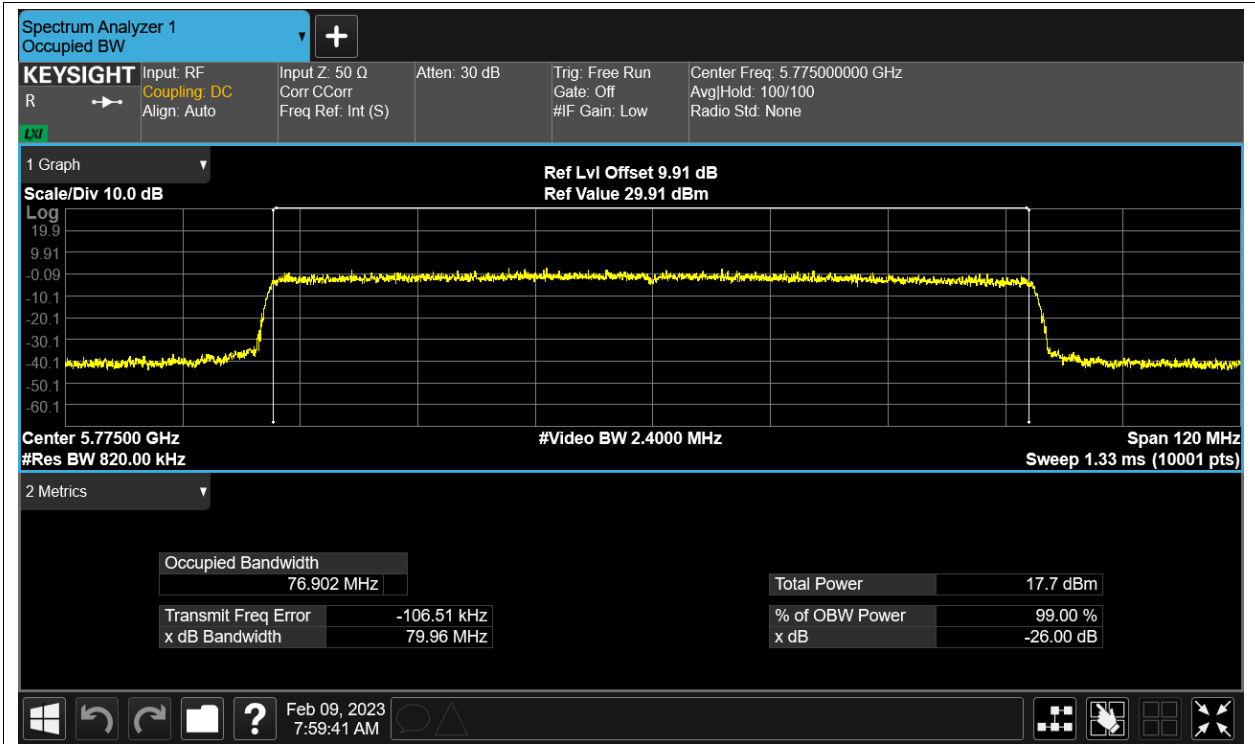 Spectrum Analyzer 1
Occupied BW
KEYSIGHT
R
LXI
Input: RF
Coupling: DC
Align: Auto
Input Z: 50 Ω
Corr CCorr
Freq Ref: Int (S)
Atten: 30 dB
Trig: Free Run
Gate: Off
#IF Gain: Low
Center Freq: 5.775000000 GHz
Avg|Hold: 100/100
Radio Std: None
1 Graph
Scale/Div 10.0 dB
Ref Lvl Offset 9.91 dB
Ref Value 29.91 dBm
Log
19.9
9.91
-0.09
-10.1
-20.1
-30.1
-40.1
-50.1
-60.1
Center 5.77500 GHz
#Video BW 2.4000 MHz
Span 120 MHz
#Res BW 820.00 kHz
Sweep 1.33 ms (10001 pts)
2 Metrics
Occupied Bandwidth
76.902 MHz
Total Power 17.7 dBm
Transmit Freq Error -106.51 kHz
% of OBW Power 99.00 %
x dB Bandwidth 79.96 MHz
x dB -26.00 dB
?
Feb 09, 2023
7:59:41 AM